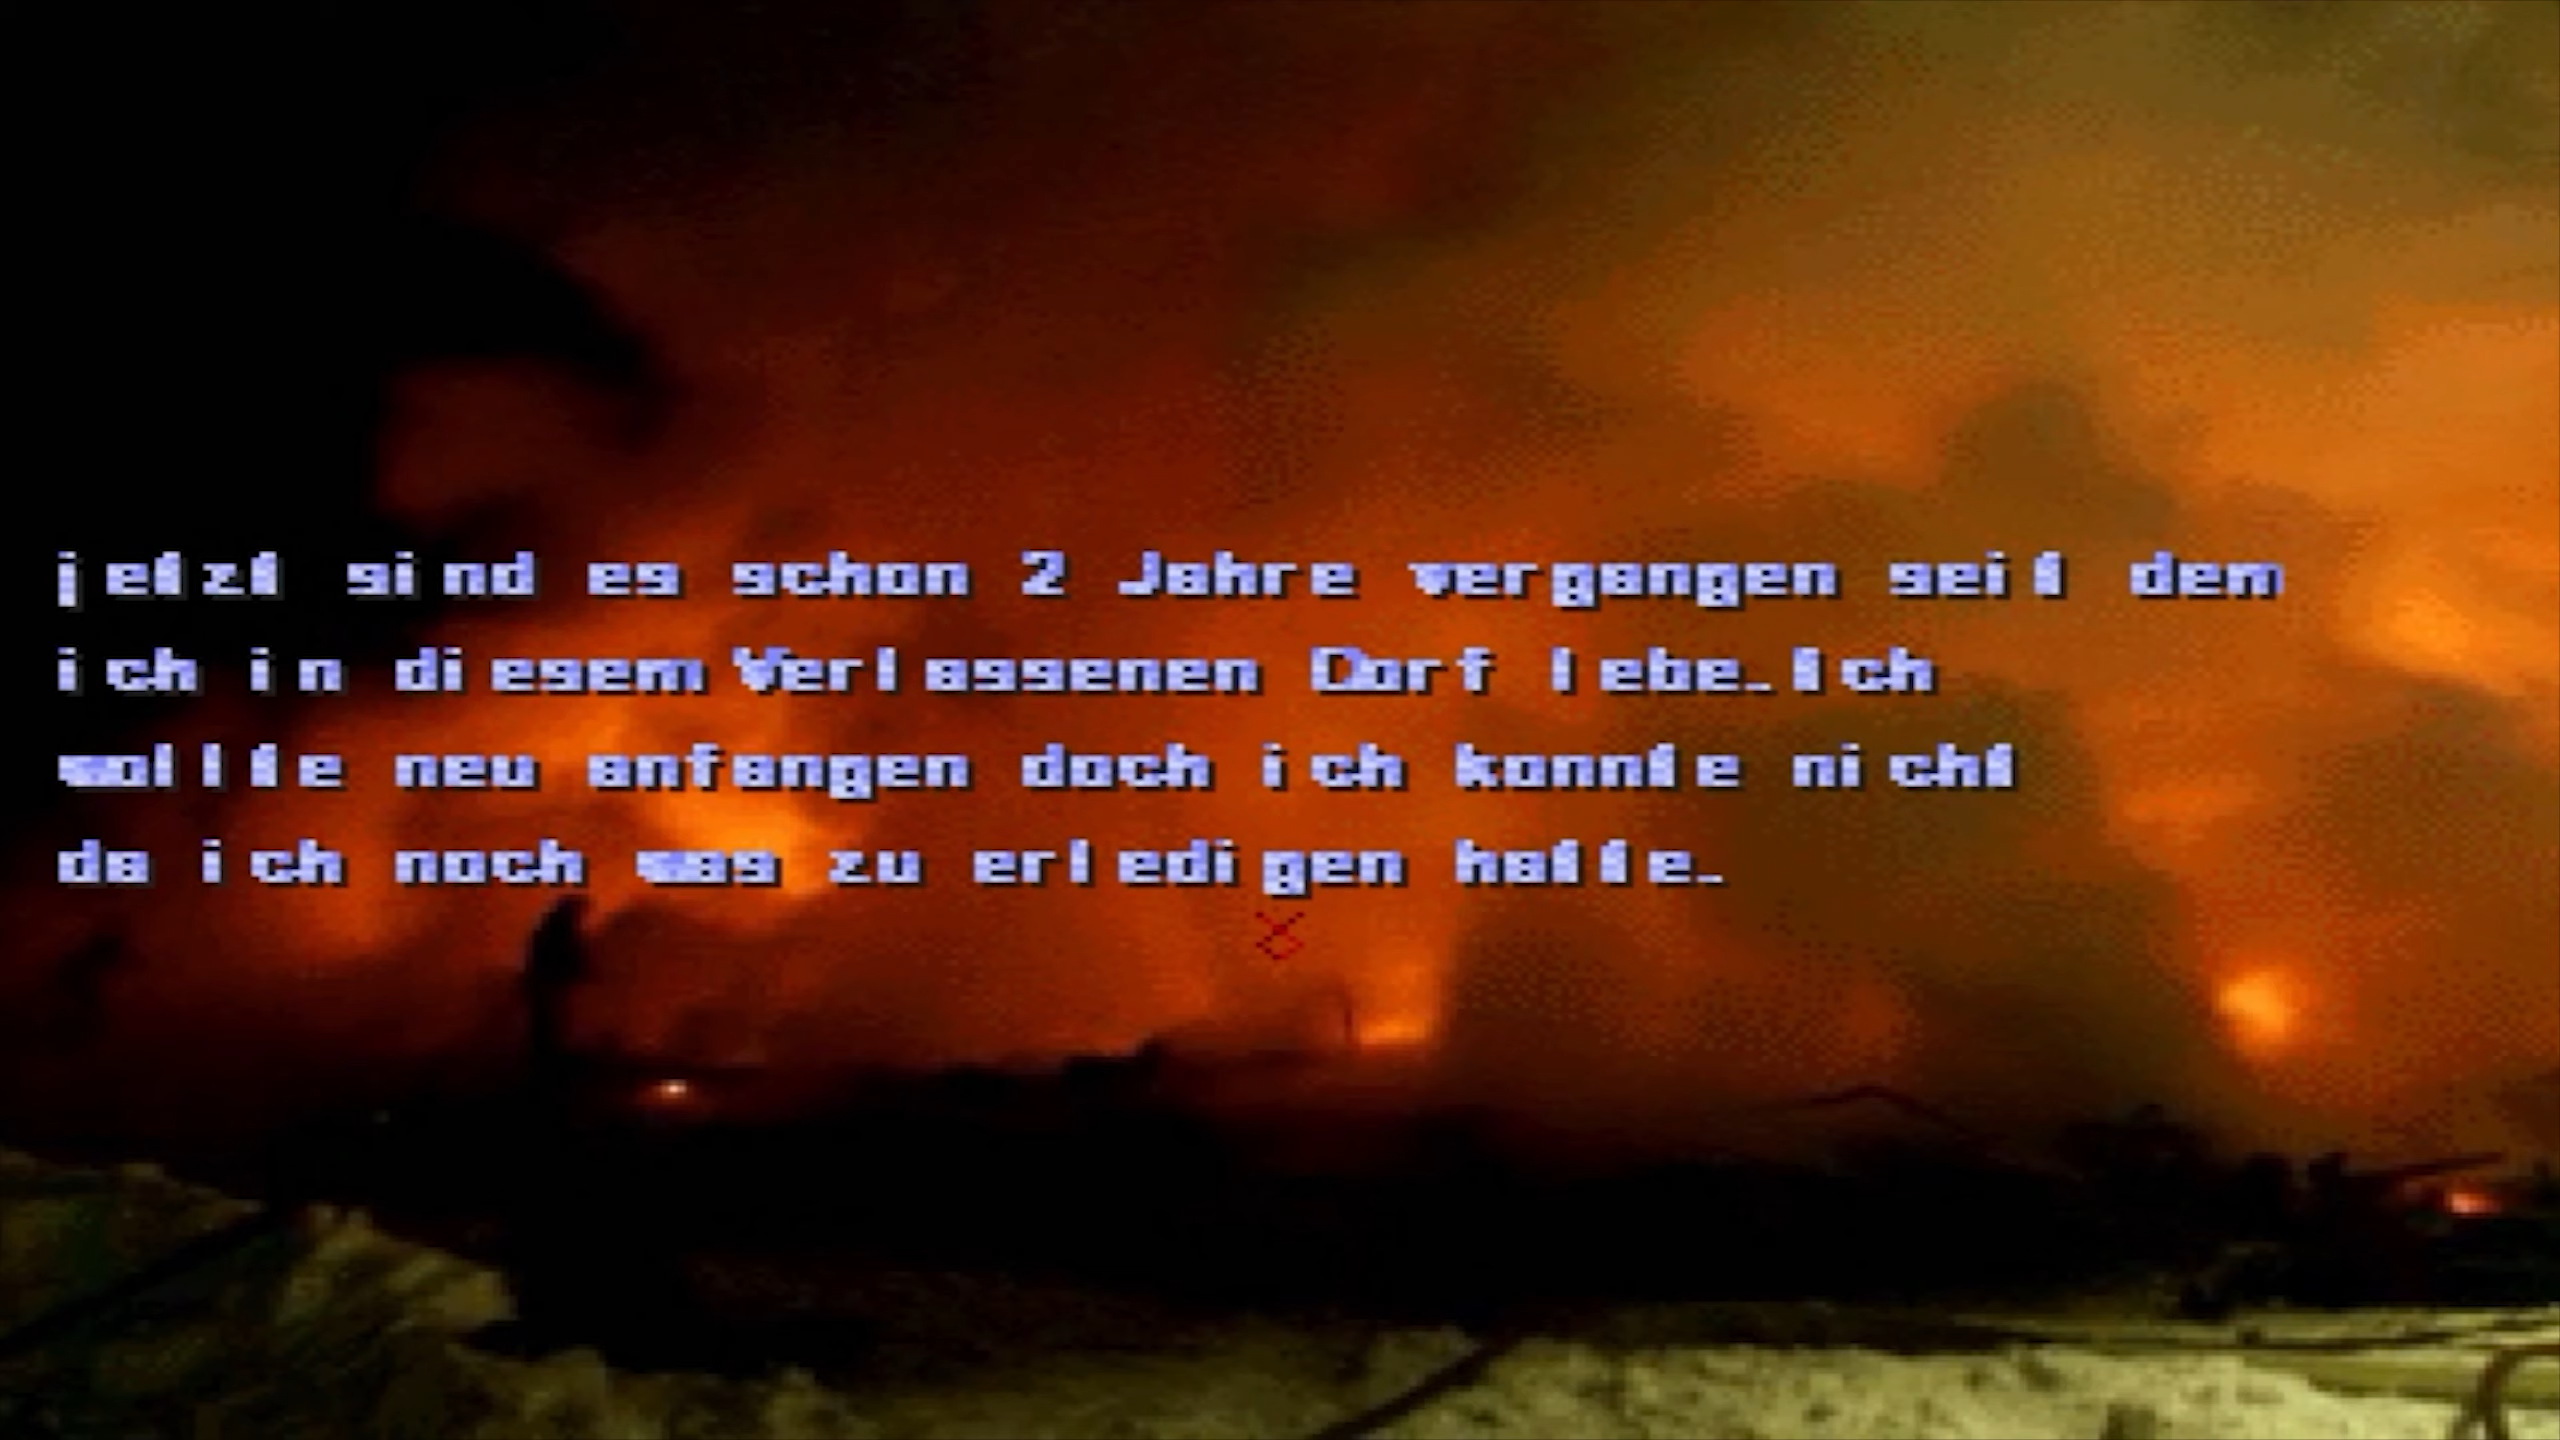 jetzt sind es schon 2 Jahre vergangen seit dem
ich in diesem Verlassenen Dorf lebe.Ich
wollte neu anfangen doch ich konnte nicht
da ich noch was zu erledigen hatte.